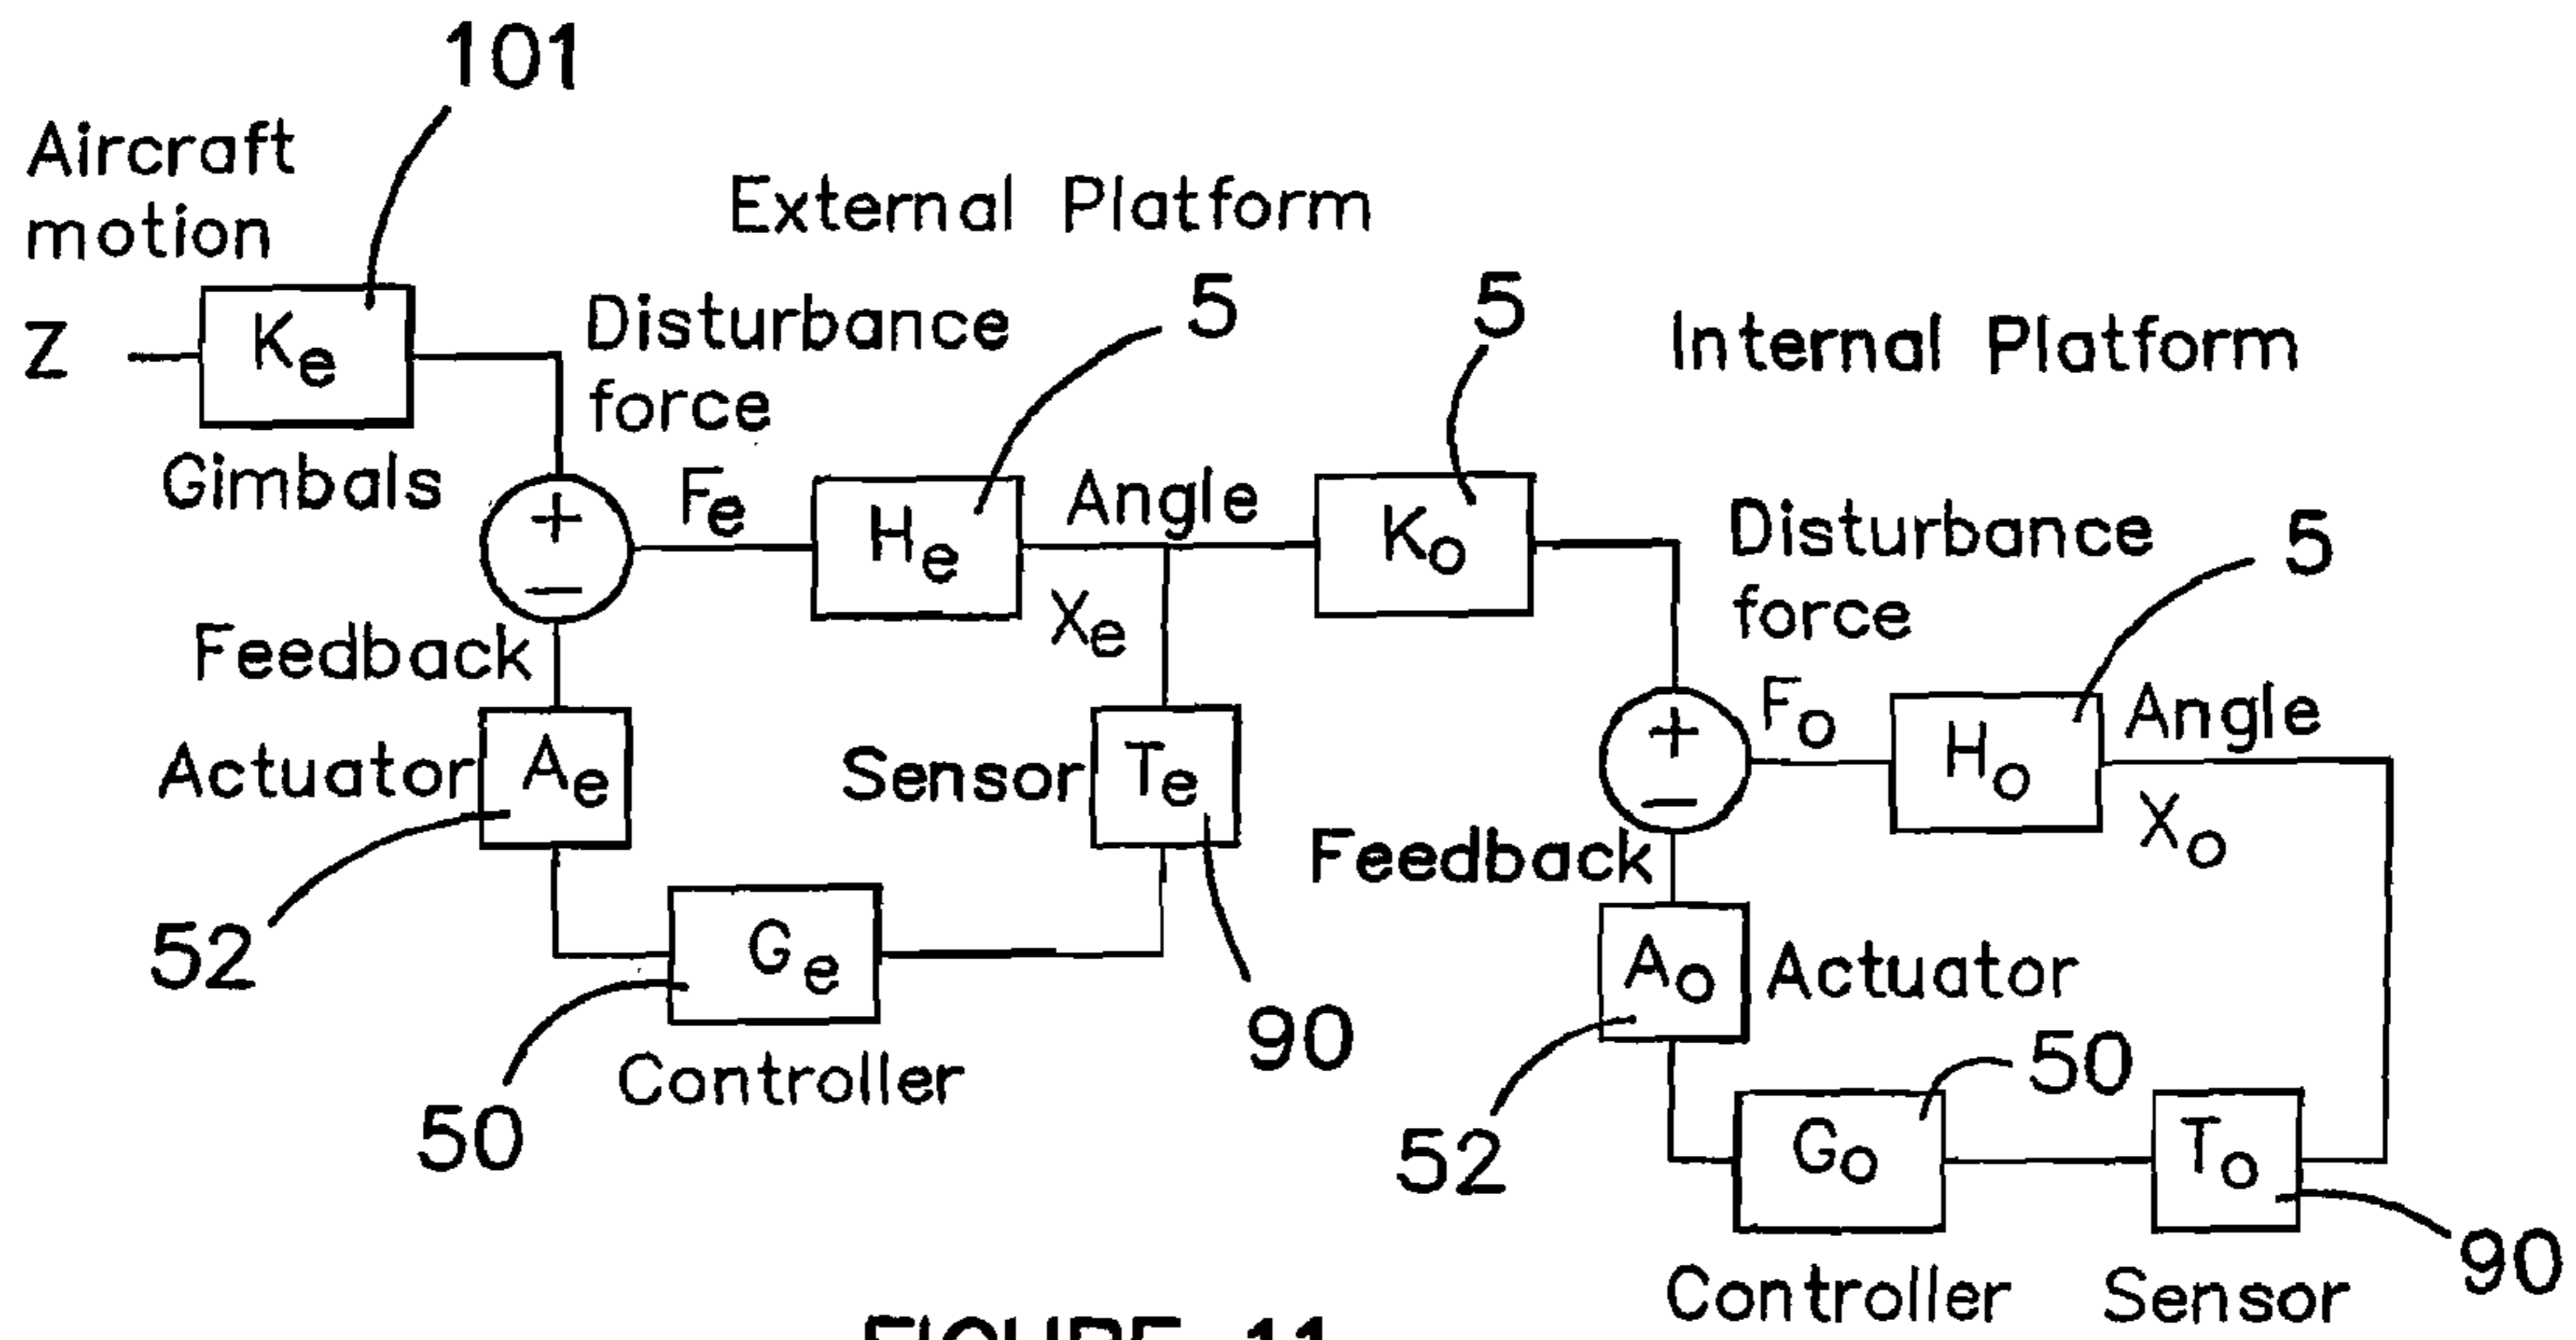 101
Aircraft
motion
External Platform
Z
Ke
Gimbals
Disturbance
force
5
5
Internal Platform
+
−
Fe
He
Angle
Xe
Ko
Disturbance
force
5
Feedback
Actuator
Ae
Sensor
Te
+
−
Fo
Ho
Angle
Xo
Feedback
52
Ge
50
Controller
90
Ao
Actuator
52
Go
50
Controller
To
Sensor
90
FIGURE 11